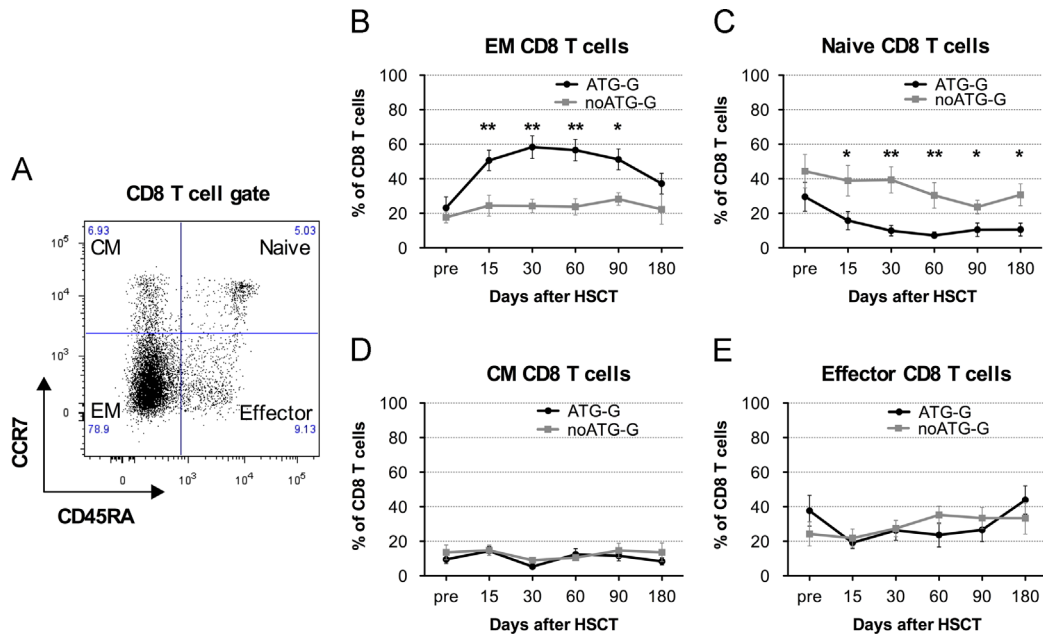 A
CD8 T cell gate
6.93
5.03
CM
Naive
EM
Effector
78.9
9.13
10^5
10^4
10^3
0
0
10^3
10^4
10^5
CCR7
CD45RA
B
EM CD8 T cells
ATG-G
noATG-G
100
80
60
40
20
0
** ** ** *
% of CD8 T cells
pre 15 30 60 90 180
Days after HSCT
C
Naive CD8 T cells
ATG-G
noATG-G
100
80
60
40
20
0
* ** ** * *
% of CD8 T cells
pre 15 30 60 90 180
Days after HSCT
D
CM CD8 T cells
ATG-G
noATG-G
100
80
60
40
20
0
% of CD8 T cells
pre 15 30 60 90 180
Days after HSCT
E
Effector CD8 T cells
ATG-G
noATG-G
100
80
60
40
20
0
% of CD8 T cells
pre 15 30 60 90 180
Days after HSCT